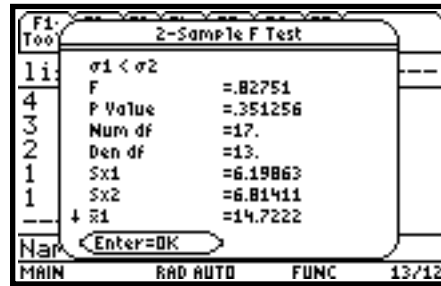 F1-
Too
2-Sample F Test
li
σ1 < σ2
F =.82751
P Value =.351256
Num df =17.
Den df =13.
Sx1 =6.19863
Sx2 =6.81411
↓ x̄1 =14.7222
4
3
2
1
1
Enter=OK
Nar
MAIN RAD AUTO FUNC 13/12